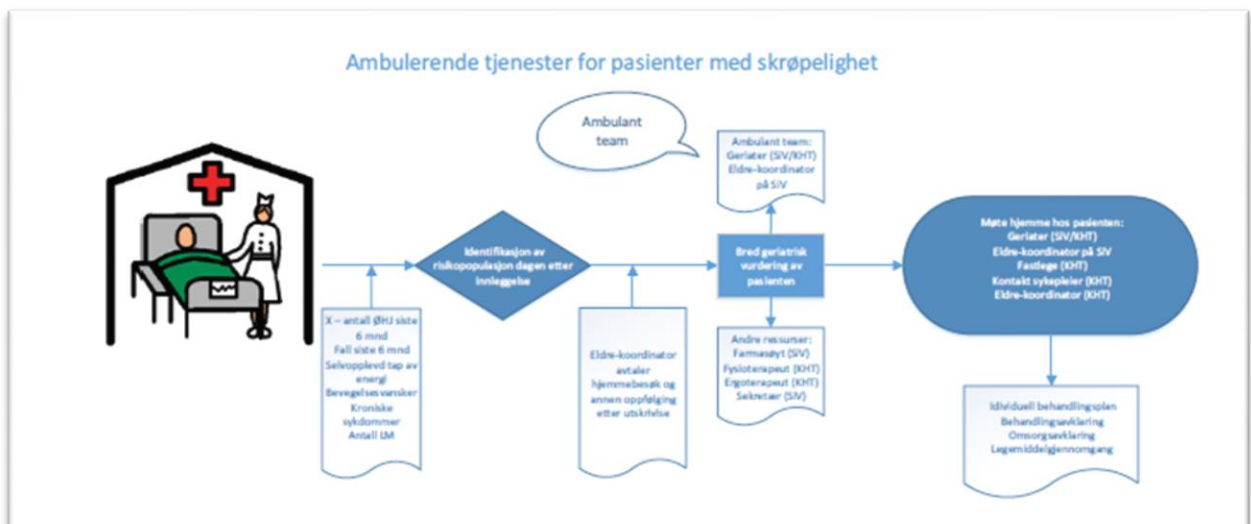 Ambulerende tjenester for pasienter med skrøpelighet
Ambulant
team
Ambulant team:
Geriater (SiV/KHT)
Eldre-koordinator
på SiV
Identifikasjon av
risikopopulasjon dagen etter
innleggelse
Bred geriatrisk
vurdering av
pasienten
Møte hjemme hos pasienten:
Geriater (SiV/KHT)
Eldre-koordinator på SiV
Fastlege (KHT)
Kontakt sykepleier (KHT)
Eldre-koordinator (KHT)
X – antall ØHJ siste
6 mnd
Fall siste 6 mnd
Selvopplevd tap av
energi
Bevegelsesvansker
Kroniske
sykdommer
Antall LM
Eldre-koordinator
avtaler
hjemmebesøk og
annen oppfølging
etter utskrivlse
Andre ressurser:
Farmasøyt (SiV)
Fysioterapeut (KHT)
Ergoterapeut (KHT)
Sekretær (SiV)
Idividuell behandlingsplan
Behandlingsavklaring
Omsorgsavklaring
Legemiddelgjennomgang